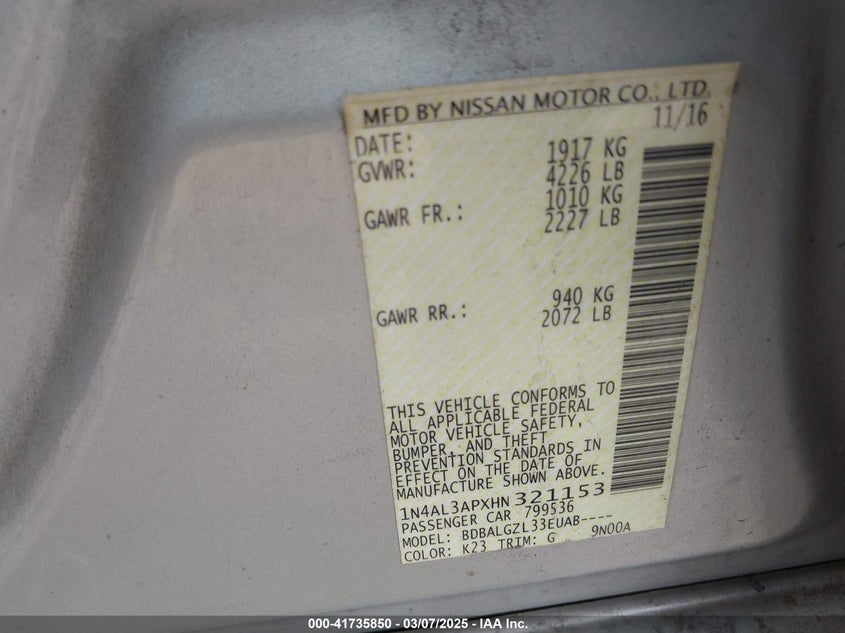 MFD BY NISSAN MOTOR CO., LTD.
DATE: 11/16
GVWR: 1917 KG
4226 LB
GAWR FR.: 1010 KG
2227 LB
GAWR RR.: 940 KG
2072 LB
THIS VEHICLE CONFORMS TO
ALL APPLICABLE FEDERAL
MOTOR VEHICLE SAFETY,
BUMPER, AND THEFT
PREVENTION STANDARDS IN
EFFECT ON THE DATE OF
MANUFACTURE SHOWN ABOVE.
1N4AL3APXHN 321153
PASSENGER CAR 799536
MODEL: BDBALGZL33EUAB----
COLOR: K23 TRIM: G 9N00A
000-41735850 — 03/07/2025 — IAA Inc.